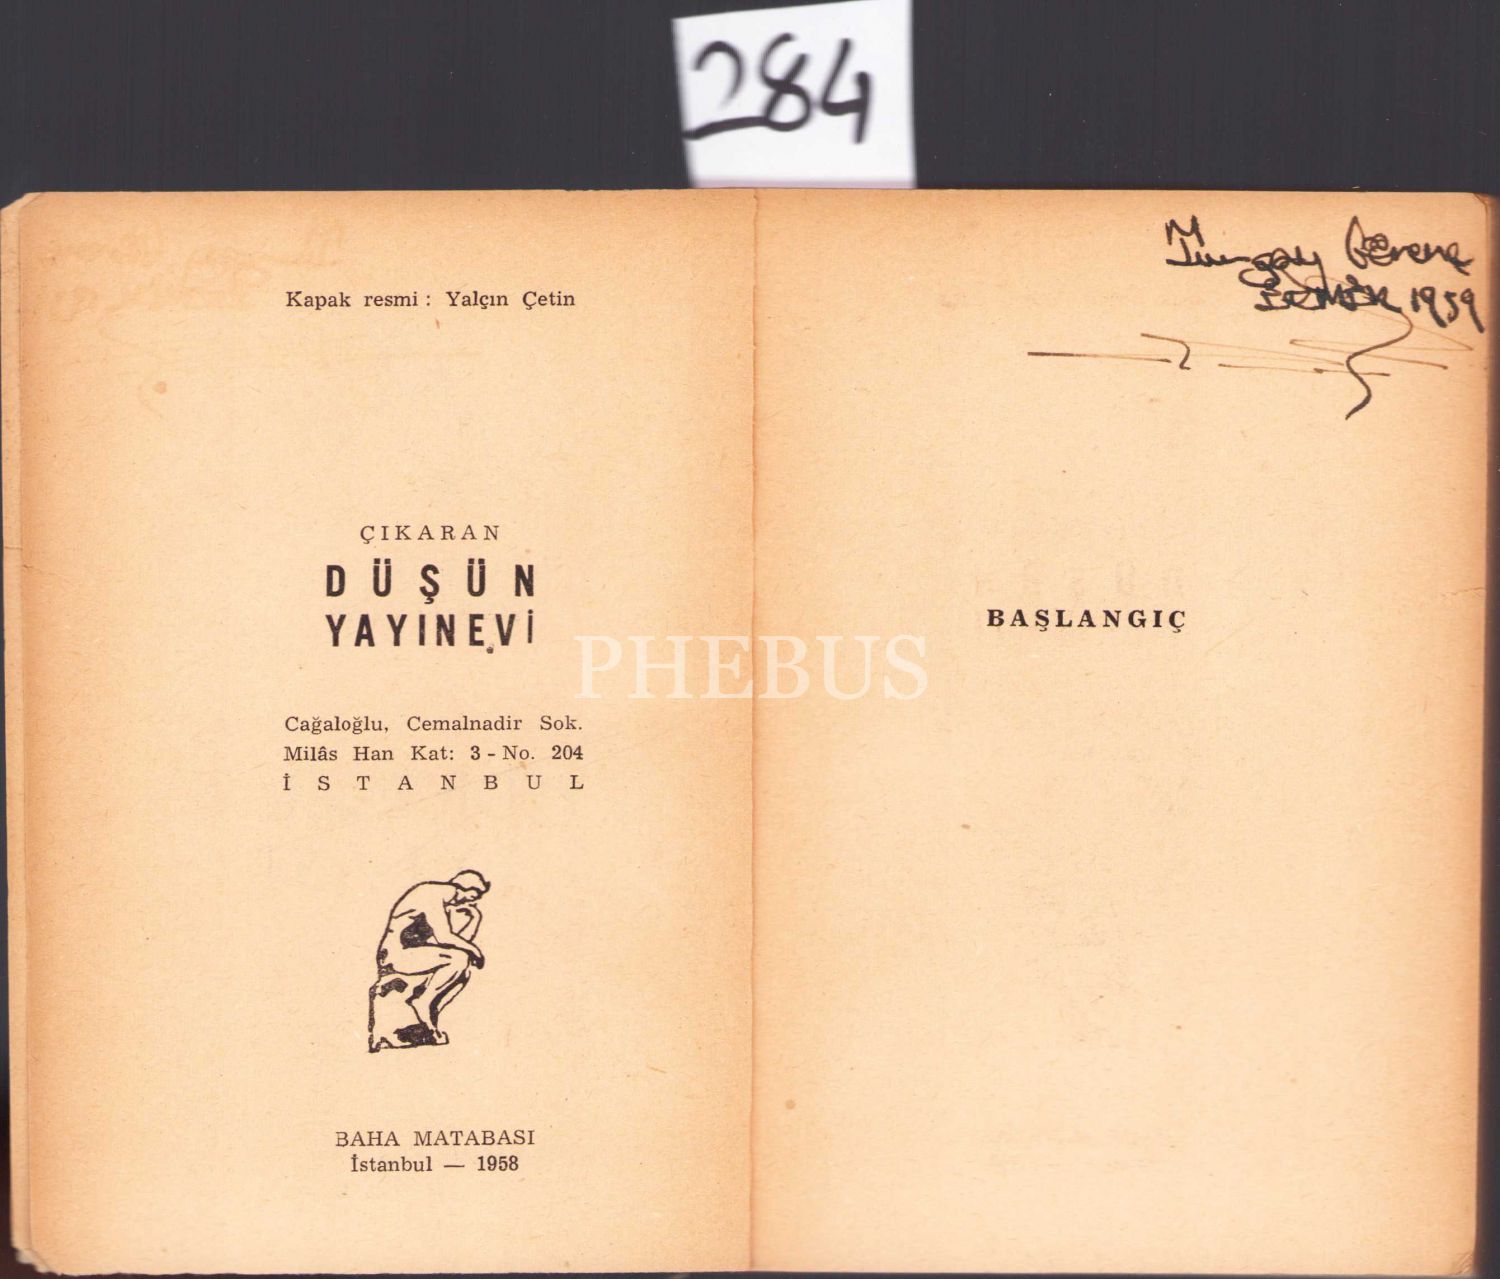 284
Kapak resmi : Yalçın Çetin
ÇIKARAN
DÜŞÜN
YAYINEVİ
Cağaloğlu, Cemalnadir Sok.
Milâs Han Kat: 3 - No. 204
İSTANBUL
BAHA MATABASI
İstanbul — 1958
1959
BAŞLANGIÇ
PHEBUS